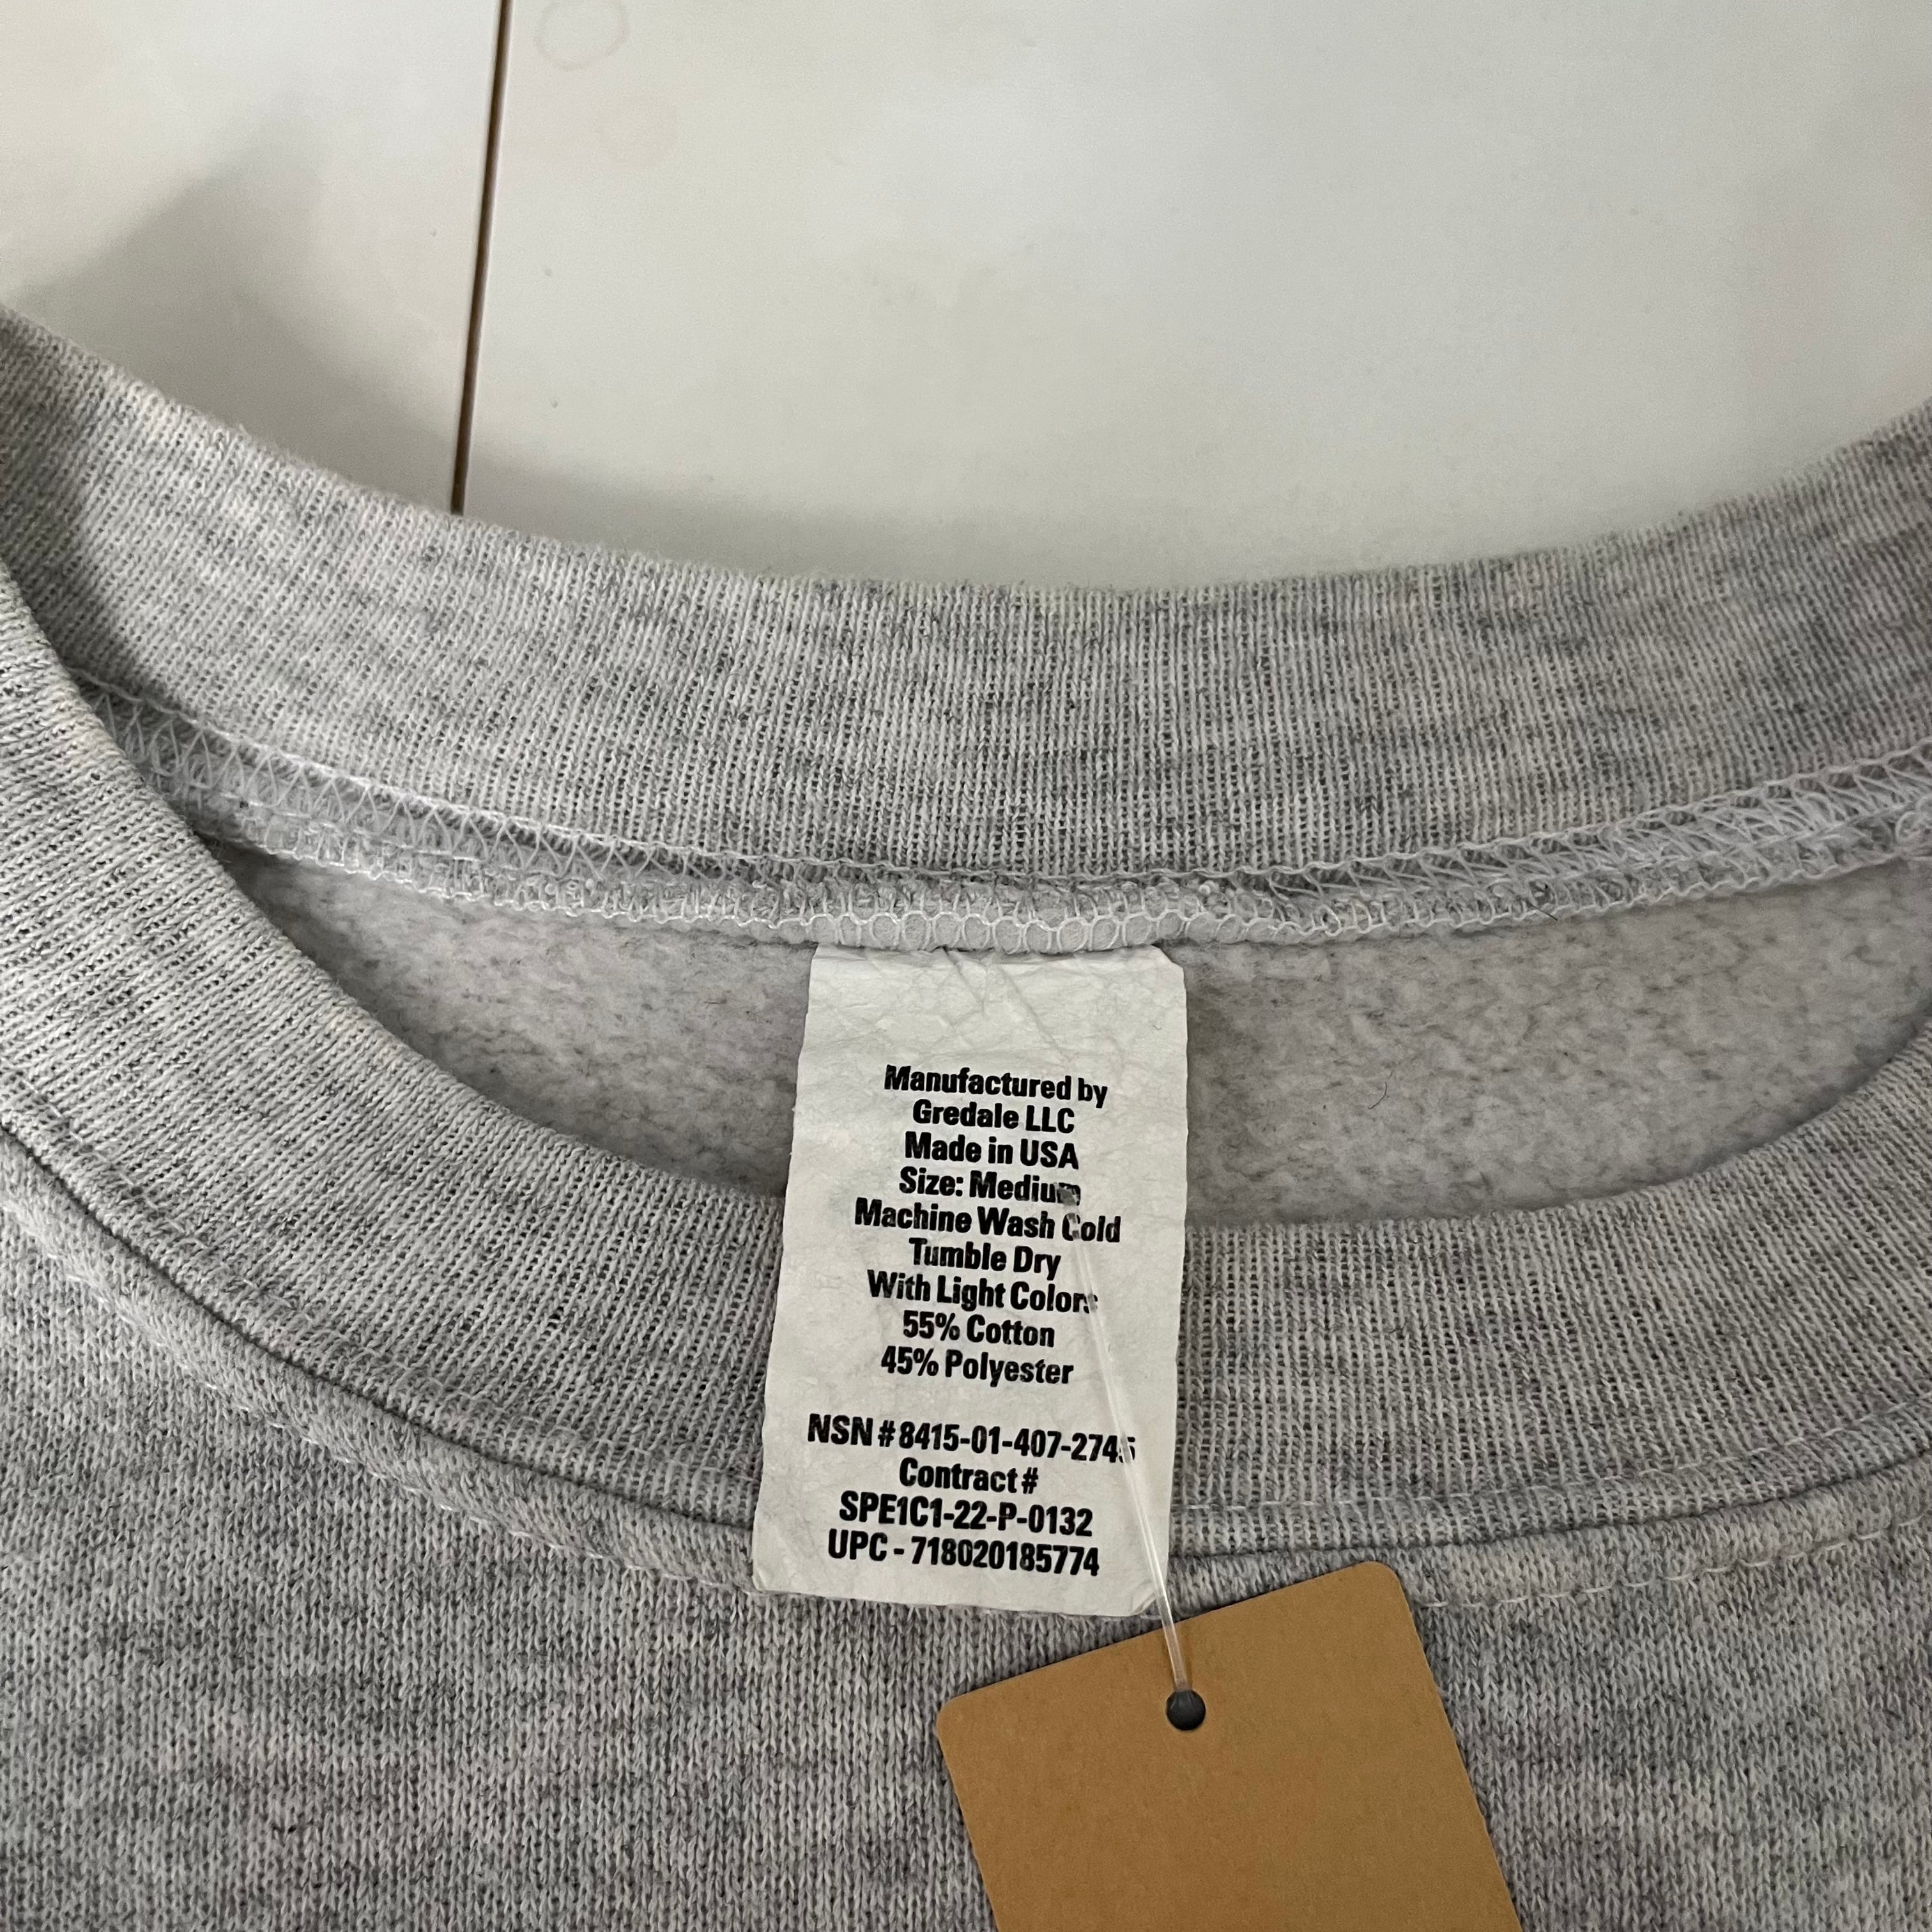 Manufactured by
Gredale LLC
Made in USA
Size: Medium
Machine Wash Cold
Tumble Dry
With Light Colors
55% Cotton
45% Polyester
NSN # 8415-01-407-2745
Contract #
SPE1C1-22-P-0132
UPC - 718020185774